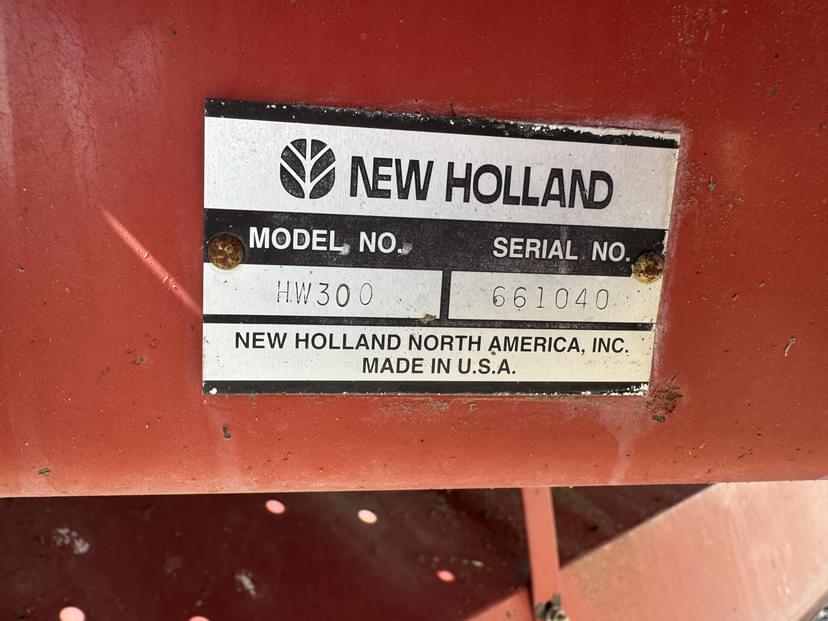 NEW HOLLAND
MODEL NO. SERIAL NO.
HW300 661040
NEW HOLLAND NORTH AMERICA, INC.
MADE IN U.S.A.